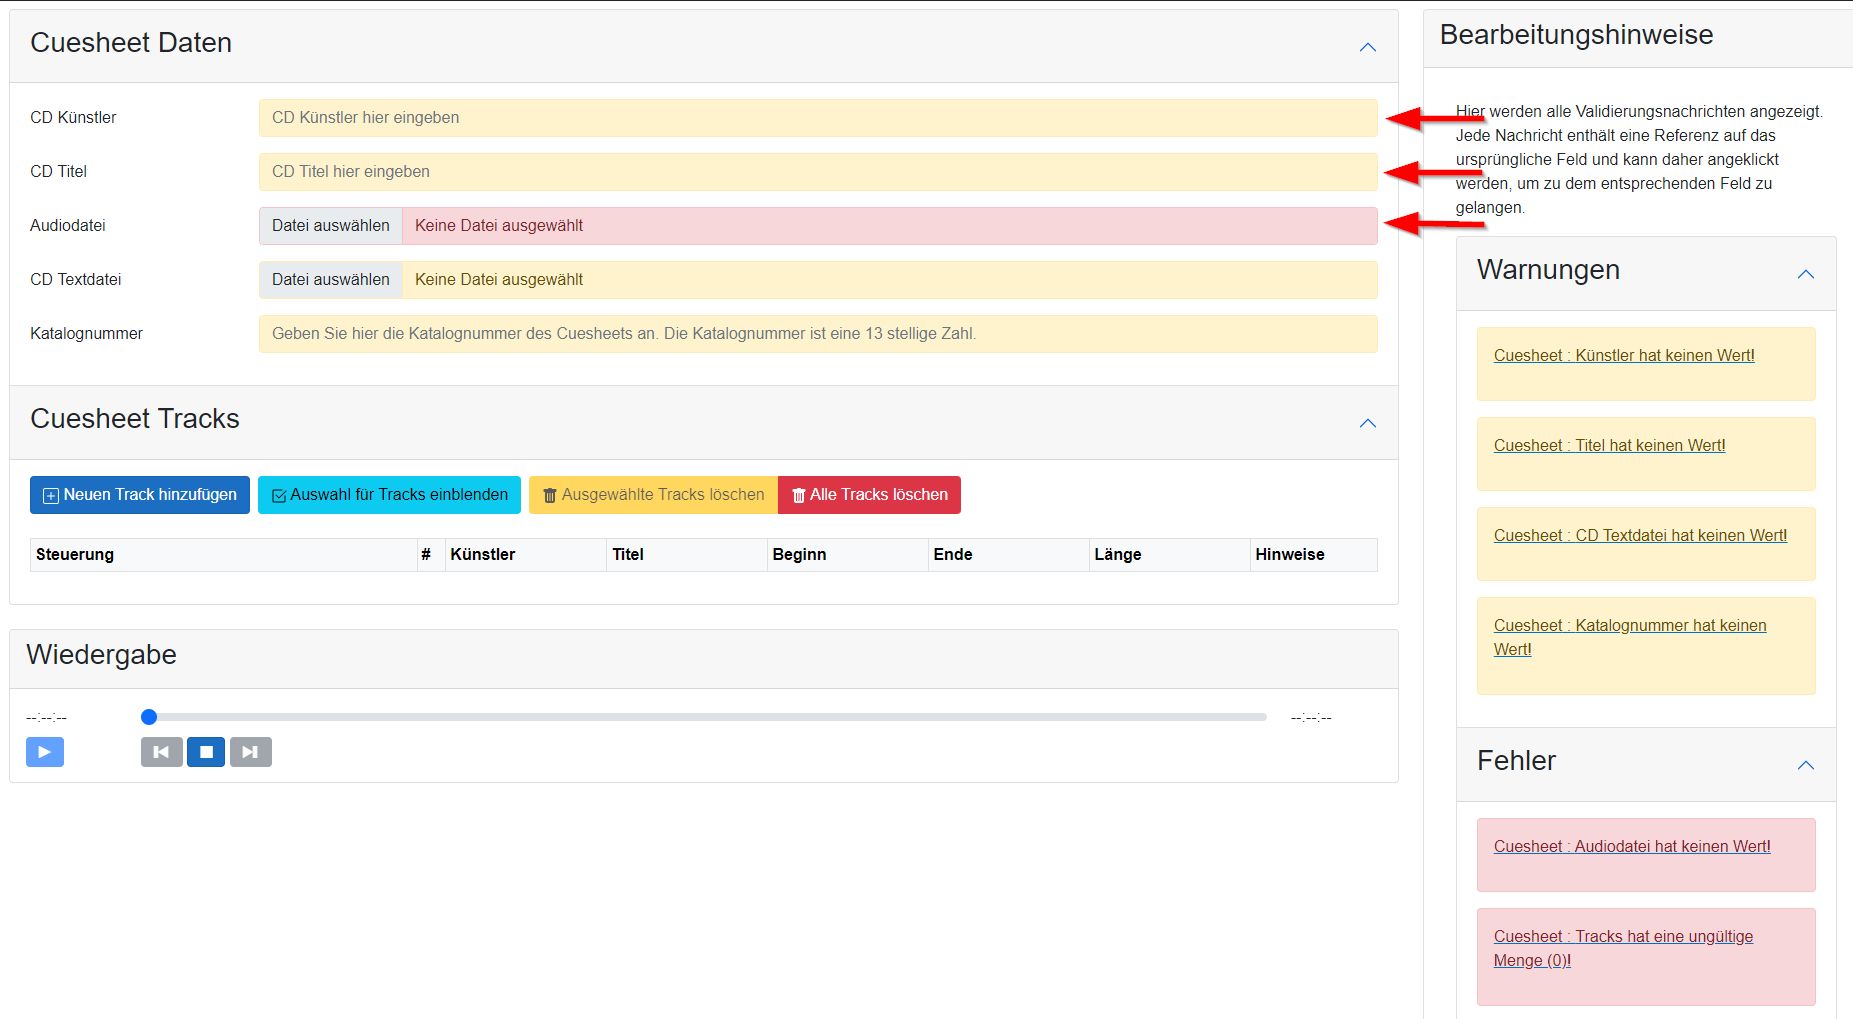 Cuesheet Daten
CD Künstler
CD Künstler hier eingeben
CD Titel
CD Titel hier eingeben
Audiodatei
Datei auswählen
Keine Datei ausgewählt
CD Textdatei
Datei auswählen
Keine Datei ausgewählt
Katalognummer
Geben Sie hier die Katalognummer des Cuesheets an. Die Katalognummer ist eine 13 stellige Zahl.
Cuesheet Tracks
Neuen Track hinzufügen
Auswahl für Tracks einblenden
Ausgewählte Tracks löschen
Alle Tracks löschen
Steuerung # Künstler Titel Beginn Ende Länge Hinweise
Wiedergabe
--:--:--
--:--:--
Bearbeitungshinweise
Hier werden alle Validierungsnachrichten angezeigt.
Jede Nachricht enthält eine Referenz auf das
ursprüngliche Feld und kann daher angeklickt
werden, um zu dem entsprechenden Feld zu
gelangen.
Warnungen
Cuesheet : Künstler hat keinen Wert!
Cuesheet : Titel hat keinen Wert!
Cuesheet : CD Textdatei hat keinen Wert!
Cuesheet : Katalognummer hat keinen
Wert!
Fehler
Cuesheet : Audiodatei hat keinen Wert!
Cuesheet : Tracks hat eine ungültige
Menge (0)!